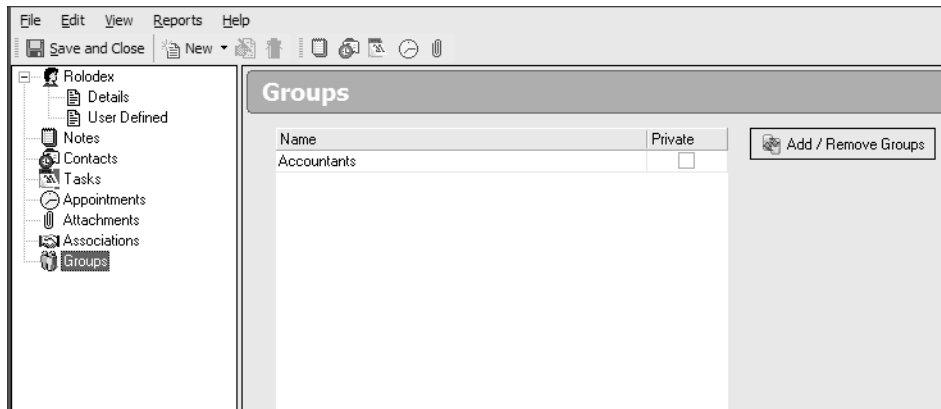 File Edit View Reports Help
Save and Close New
Rolodex
Details
User Defined
Notes
Contacts
Tasks
Appointments
Attachments
Associations
Groups
Groups
Name Private
Accountants
Add / Remove Groups